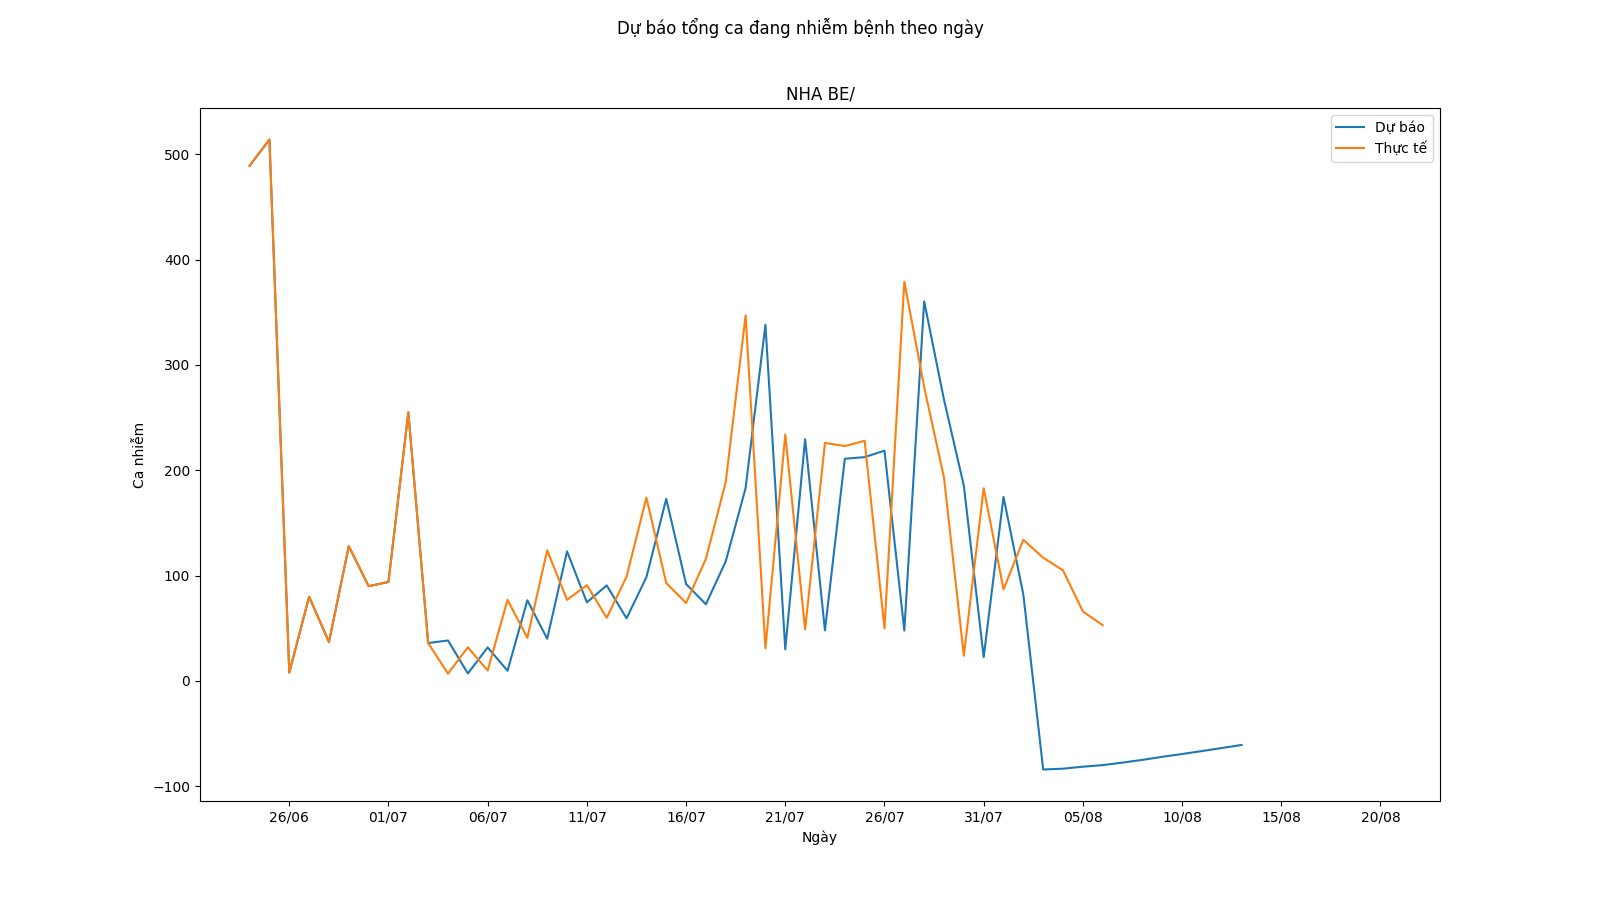 Dự báo tổng ca đang nhiễm bệnh theo ngày
NHA BE/
Dự báo
Thực tế
500
400
300
200
100
0
−100
Ca nhiễm
26/06 01/07 06/07 11/07 16/07 21/07 26/07 31/07 05/08 10/08 15/08 20/08
Ngày